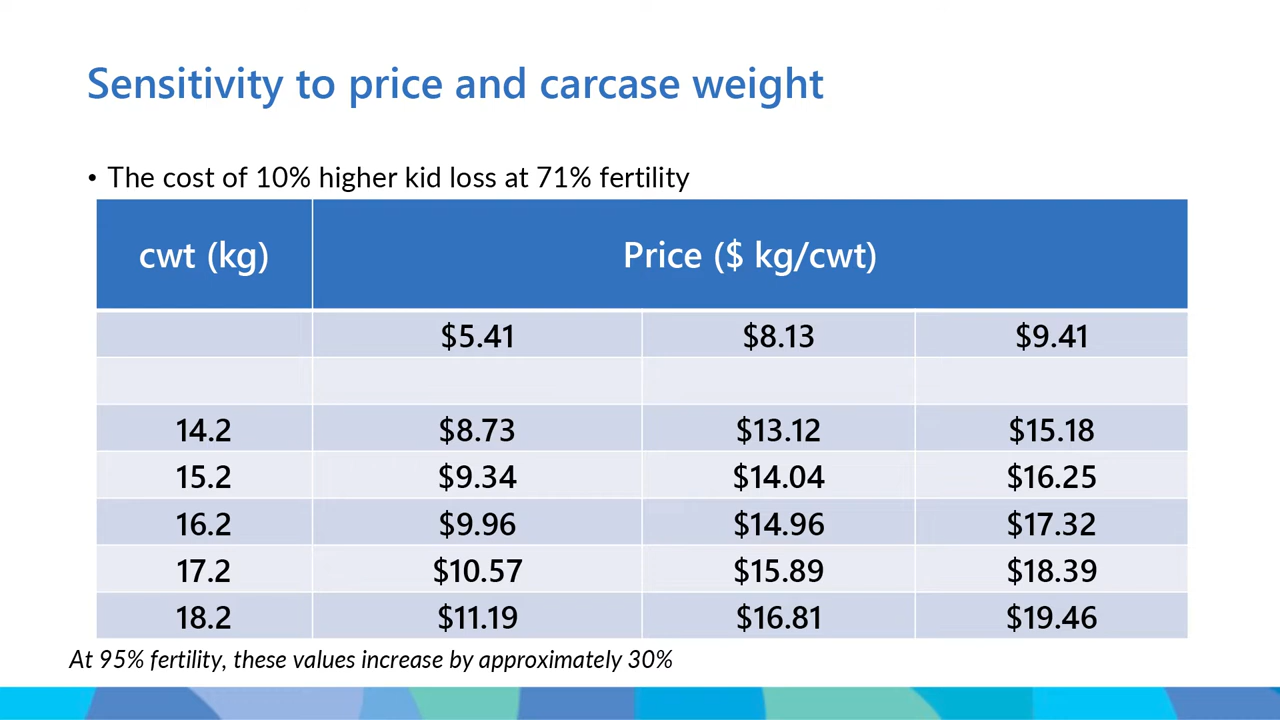 Sensitivity to price and carcase weight
• The cost of 10% higher kid loss at 71% fertility
cwt (kg) Price ($ kg/cwt)
$5.41 $8.13 $9.41
14.2 $8.73 $13.12 $15.18
15.2 $9.34 $14.04 $16.25
16.2 $9.96 $14.96 $17.32
17.2 $10.57 $15.89 $18.39
18.2 $11.19 $16.81 $19.46
At 95% fertility, these values increase by approximately 30%